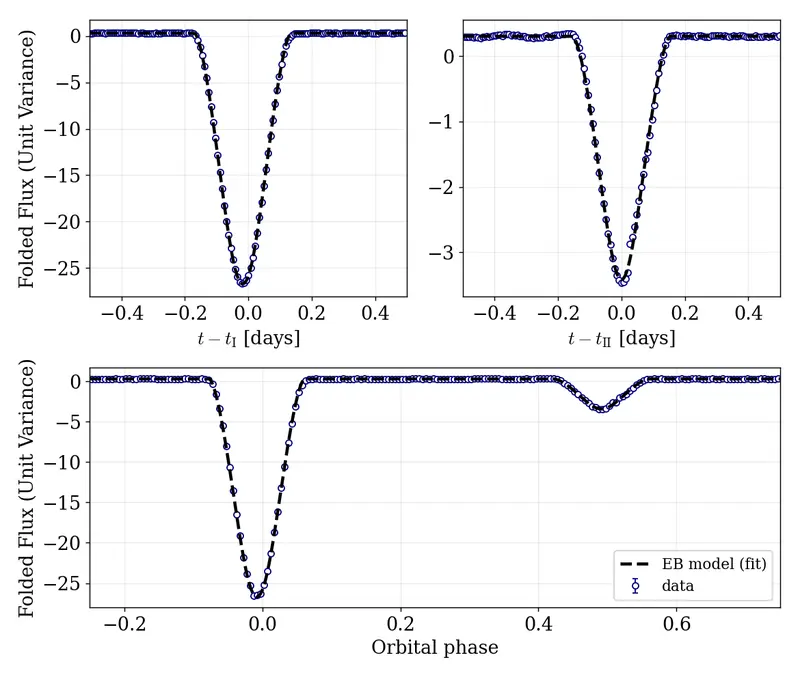 Folded Flux (Unit Variance)
0
−5
−10
−15
−20
−25
−0.4 −0.2 0.0 0.2 0.4
t − tI [days]
0
−1
−2
−3
−0.4 −0.2 0.0 0.2 0.4
t − tII [days]
Folded Flux (Unit Variance)
0
−5
−10
−15
−20
−25
−0.2 0.0 0.2 0.4 0.6
Orbital phase
EB model (fit)
data